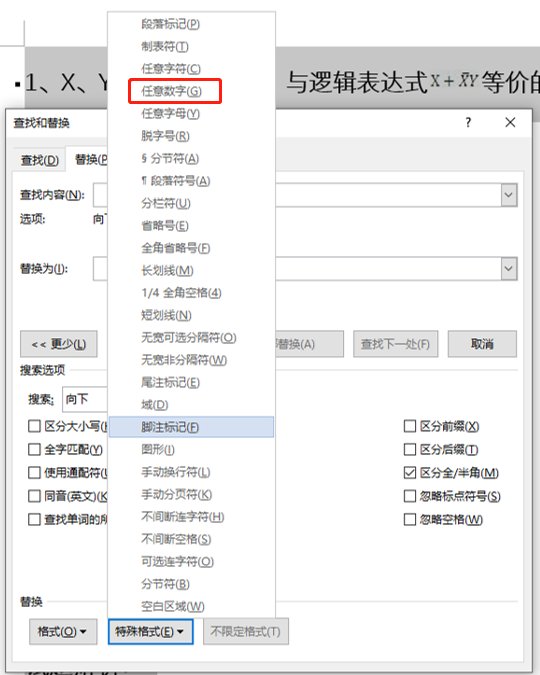 1、X、Y
与逻辑表达式X+X̄Y等价的
查找和替换
?
查找(D)
替换(P
查找内容(N):
选项:
向下
替换为(I):
<< 更少(L)
替换(A)
查找下一处(F)
取消
搜索选项
搜索:
向下
区分大小写(H
全字匹配(Y)
使用通配符(U
同音(英文)(K
查找单词的所
区分前缀(X)
区分后缀(T)
区分全/半角(M)
忽略标点符号(S)
忽略空格(W)
替换
格式(O)
特殊格式(E)
不限定格式(T)
段落标记(P)
制表符(T)
任意字符(C)
任意数字(G)
任意字母(Y)
脱字号(R)
§ 分节符(A)
¶ 段落符号(A)
分栏符(U)
省略号(E)
全角省略号(F)
长划线(M)
1/4 全角空格(4)
短划线(N)
无宽可选分隔符(O)
无宽非分隔符(W)
尾注标记(E)
域(D)
脚注标记(F)
图形(I)
手动换行符(L)
手动分页符(K)
不间断连字符(H)
不间断空格(S)
可选连字符(O)
分节符(B)
空白区域(W)